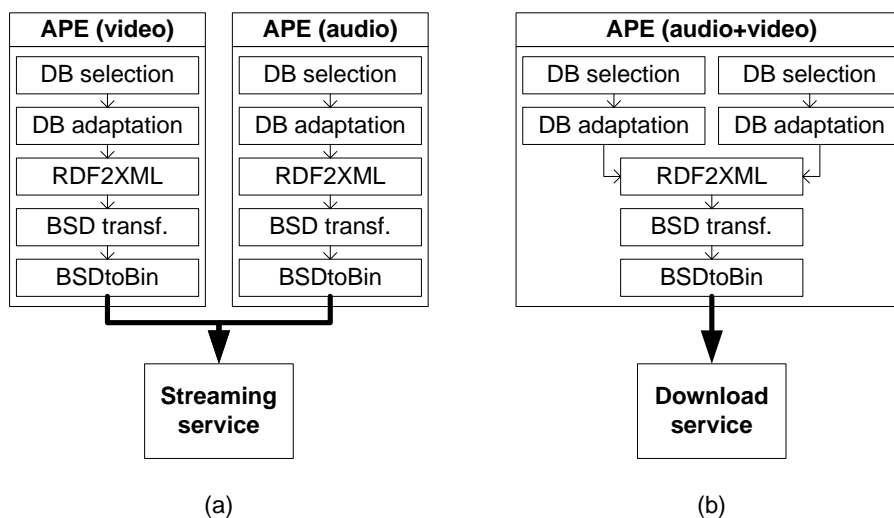 APE (video)
DB selection
DB adaptation
RDF2XML
BSD transf.
BSDtoBin
APE (audio)
DB selection
DB adaptation
RDF2XML
BSD transf.
BSDtoBin
Streaming
service
(a)
APE (audio+video)
DB selection
DB selection
DB adaptation
DB adaptation
RDF2XML
BSD transf.
BSDtoBin
Download
service
(b)